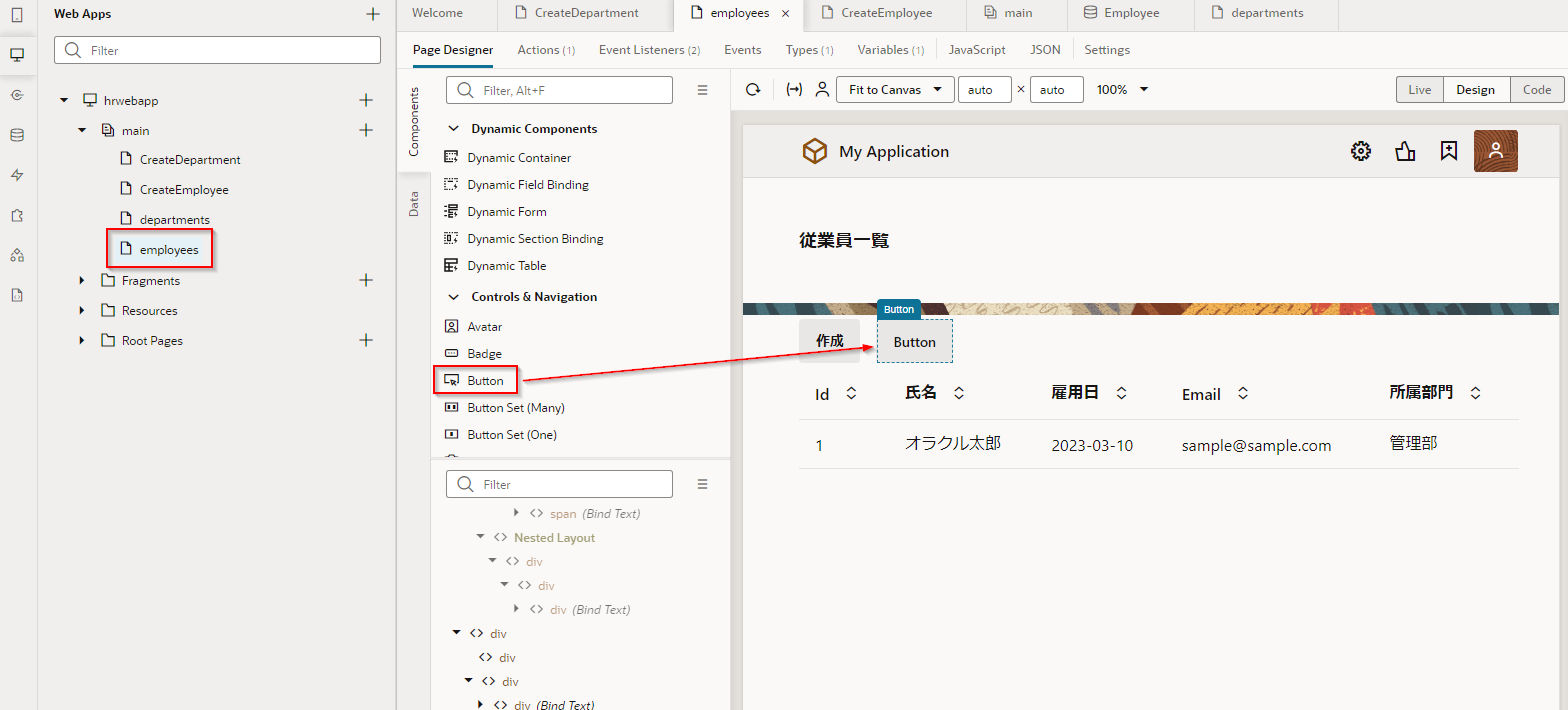 Web Apps
Filter
hrwebapp
main
CreateDepartment
CreateEmployee
departments
employees
Fragments
Resources
Root Pages
Welcome
CreateDepartment
employees
CreateEmployee
main
Employee
departments
Page Designer
Actions (1)
Event Listeners (2)
Events
Types (1)
Variables (1)
JavaScript
JSON
Settings
Components
Data
Filter, Alt+F
Dynamic Components
Dynamic Container
Dynamic Field Binding
Dynamic Form
Dynamic Section Binding
Dynamic Table
Controls & Navigation
Avatar
Badge
Button
Button Set (Many)
Button Set (One)
Filter
span (Bind Text)
Nested Layout
div
div
div (Bind Text)
div
div
div
div (Bind Text)
Fit to Canvas
auto × auto
100%
Live
Design
Code
My Application
従業員一覧
Button
作成
Button
Id 氏名 雇用日 Email 所属部門
1 オラクル太郎 2023-03-10 sample@sample.com 管理部